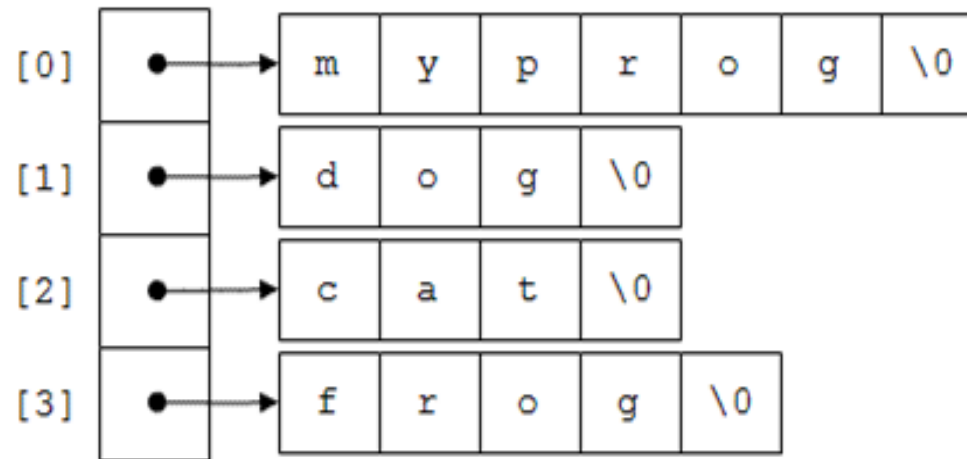 [0] m y p r o g \0
[1] d o g \0
[2] c a t \0
[3] f r o g \0